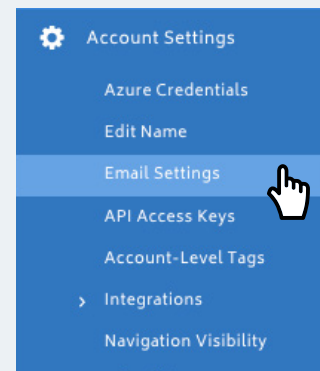 Account Settings
Azure Credentials
Edit Name
Email Settings
API Access Keys
Account-Level Tags
Integrations
Navigation Visibility